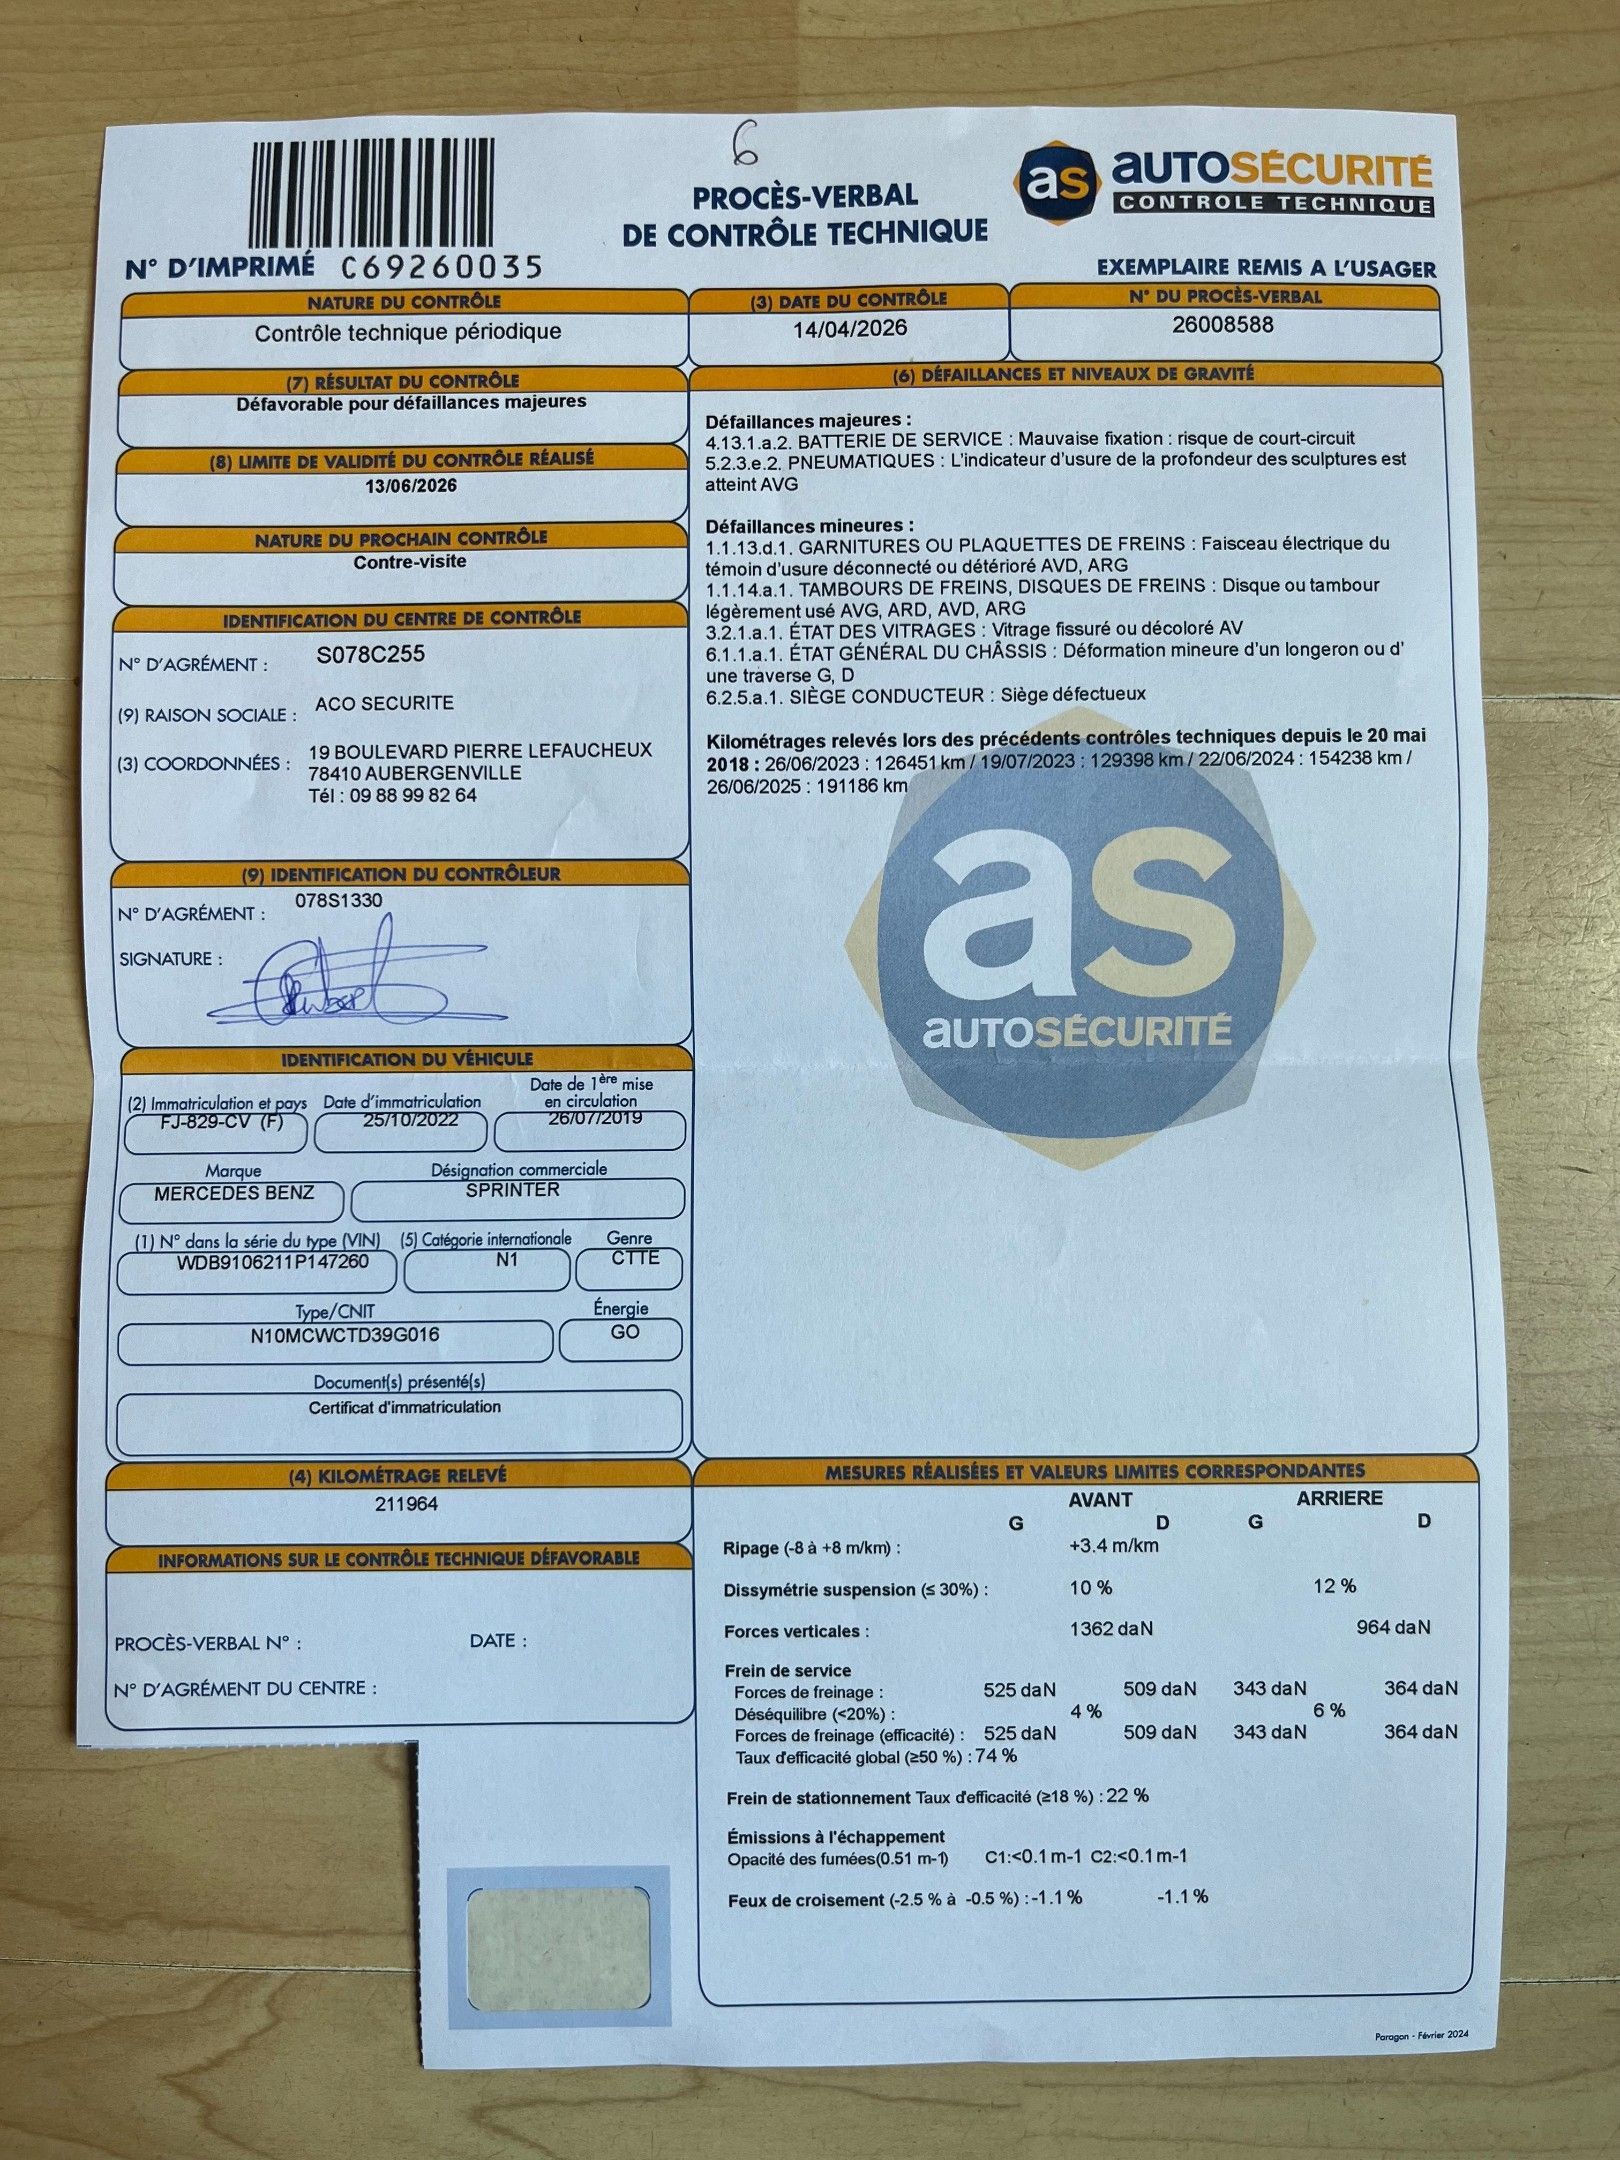 6
PROCÈS-VERBAL
DE CONTRÔLE TECHNIQUE
as AUTOSÉCURITÉ
CONTROLE TECHNIQUE
N° D'IMPRIMÉ C69260035
EXEMPLAIRE REMIS A L'USAGER
NATURE DU CONTRÔLE
Contrôle technique périodique
(3) DATE DU CONTRÔLE
14/04/2026
N° DU PROCÈS-VERBAL
26008588
(7) RÉSULTAT DU CONTRÔLE
Défavorable pour défaillances majeures
(8) LIMITE DE VALIDITÉ DU CONTRÔLE RÉALISÉ
13/06/2026
NATURE DU PROCHAIN CONTRÔLE
Contre-visite
IDENTIFICATION DU CENTRE DE CONTRÔLE
N° D'AGRÉMENT : S078C255
(9) RAISON SOCIALE : ACO SECURITE
(3) COORDONNÉES : 19 BOULEVARD PIERRE LEFAUCHEUX
78410 AUBERGENVILLE
Tél : 09 88 99 82 64
(9) IDENTIFICATION DU CONTRÔLEUR
N° D'AGRÉMENT : 078S1330
SIGNATURE :
IDENTIFICATION DU VÉHICULE
(2) Immatriculation et pays
FJ-829-CV (F)
Date d'immatriculation
25/10/2022
Date de 1ère mise
en circulation
26/07/2019
Marque
MERCEDES BENZ
Désignation commerciale
SPRINTER
(1) N° dans la série du type (VIN)
WDB9106211P147260
(5) Catégorie internationale
N1
Genre
CTTE
Type/CNIT
N10MCWCTD39G016
Énergie
GO
Document(s) présenté(s)
Certificat d'immatriculation
(4) KILOMÉTRAGE RELEVÉ
211964
INFORMATIONS SUR LE CONTRÔLE TECHNIQUE DÉFAVORABLE
PROCÈS-VERBAL N° : DATE :
N° D'AGRÉMENT DU CENTRE :
(6) DÉFAILLANCES ET NIVEAUX DE GRAVITÉ
Défaillances majeures :
4.13.1.a.2. BATTERIE DE SERVICE : Mauvaise fixation : risque de court-circuit
5.2.3.e.2. PNEUMATIQUES : L'indicateur d'usure de la profondeur des sculptures est
atteint AVG
Défaillances mineures :
1.1.13.d.1. GARNITURES OU PLAQUETTES DE FREINS : Faisceau électrique du
témoin d'usure déconnecté ou détérioré AVD, ARG
1.1.14.a.1. TAMBOURS DE FREINS, DISQUES DE FREINS : Disque ou tambour
légèrement usé AVG, ARD, AVD, ARG
3.2.1.a.1. ÉTAT DES VITRAGES : Vitrage fissuré ou décoloré AV
6.1.1.a.1. ÉTAT GÉNÉRAL DU CHÂSSIS : Déformation mineure d'un longeron ou d'
une traverse G, D
6.2.5.a.1. SIÈGE CONDUCTEUR : Siège défectueux
Kilométrages relevés lors des précédents contrôles techniques depuis le 20 mai
2018 : 26/06/2023 : 126451 km / 19/07/2023 : 129398 km / 22/06/2024 : 154238 km /
26/06/2025 : 191186 km
as
AUTOSÉCURITÉ
MESURES RÉALISÉES ET VALEURS LIMITES CORRESPONDANTES
AVANT ARRIERE
G D G D
Ripage (-8 à +8 m/km) : +3.4 m/km
Dissymétrie suspension (≤ 30%) : 10 % 12 %
Forces verticales : 1362 daN 964 daN
Frein de service
Forces de freinage : 525 daN 509 daN 343 daN 364 daN
Déséquilibre (<20%) : 4 % 6 %
Forces de freinage (efficacité) : 525 daN 509 daN 343 daN 364 daN
Taux d'efficacité global (≥50 %) : 74 %
Frein de stationnement Taux d'efficacité (≥18 %) : 22 %
Émissions à l'échappement
Opacité des fumées(0.51 m-1) C1:<0.1 m-1 C2:<0.1 m-1
Feux de croisement (-2.5 % à -0.5 %) : -1.1 % -1.1 %
Paragon - Février 2024